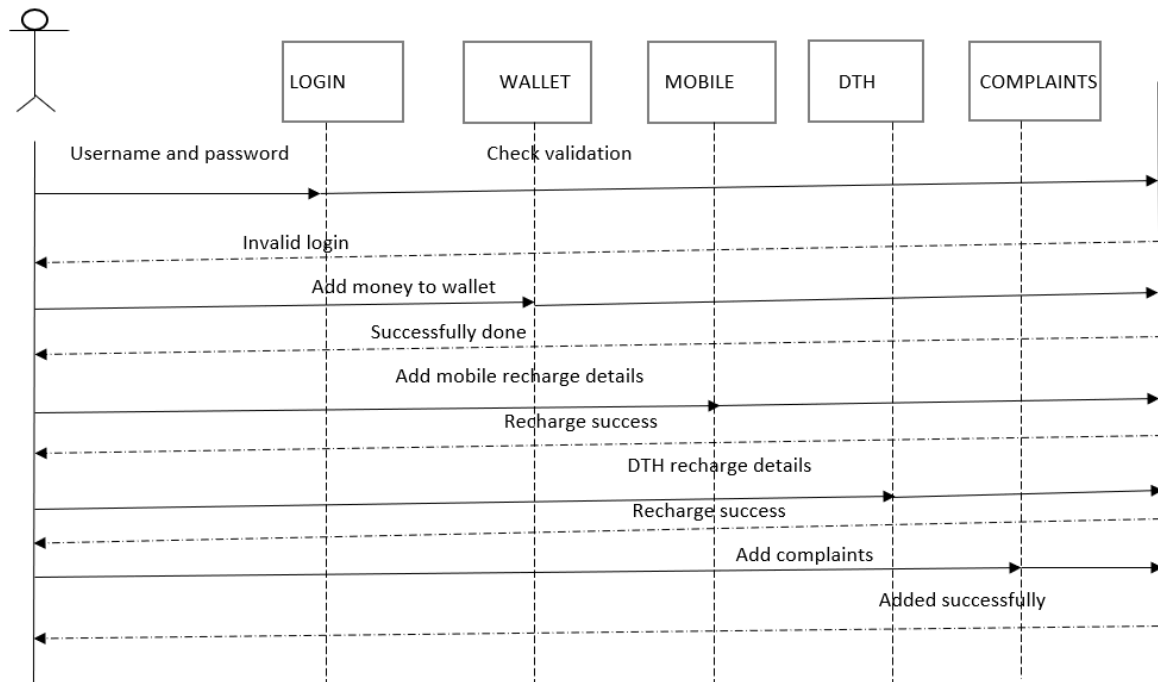 LOGIN
WALLET
MOBILE
DTH
COMPLAINTS
Username and password
Check validation
Invalid login
Add money to wallet
Successfully done
Add mobile recharge details
Recharge success
DTH recharge details
Recharge success
Add complaints
Added successfully